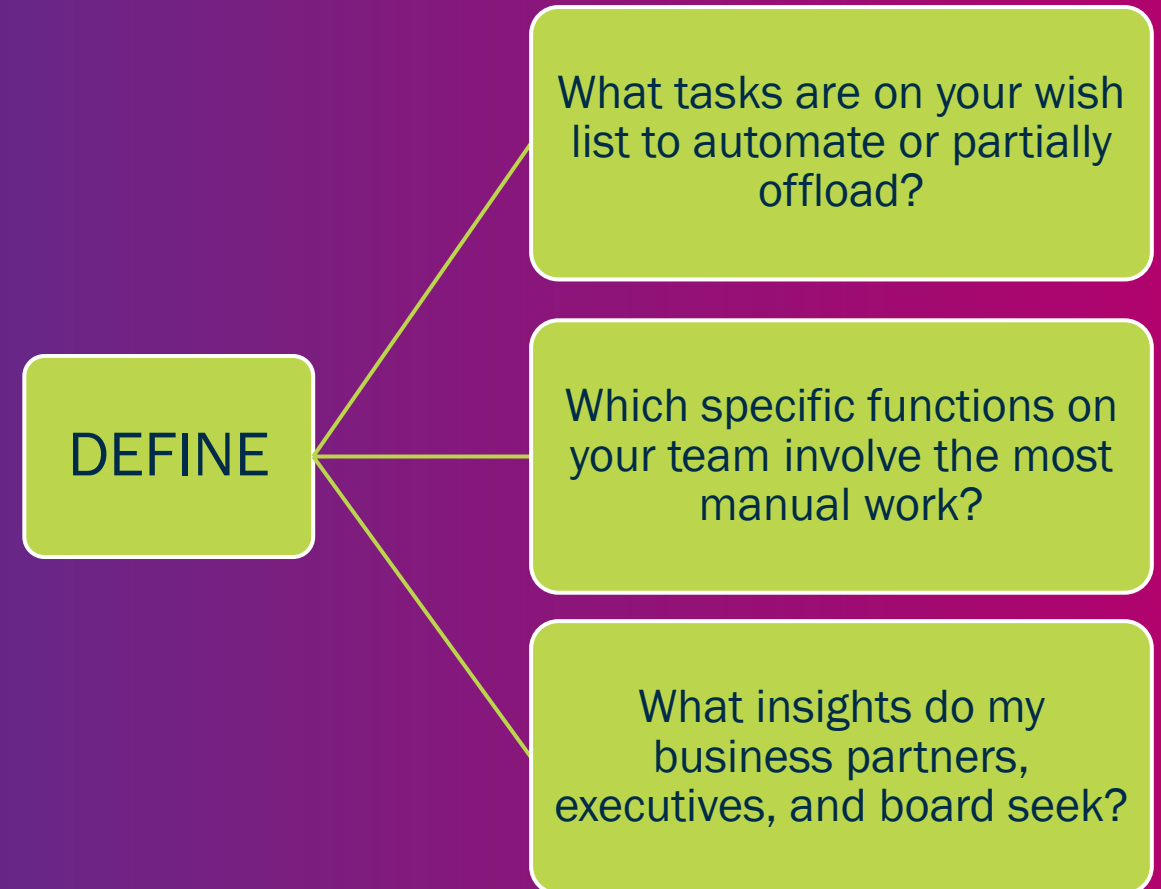 What tasks are on your wish
list to automate or partially
offload?
DEFINE
Which specific functions on
your team involve the most
manual work?
What insights do my
business partners,
executives, and board seek?